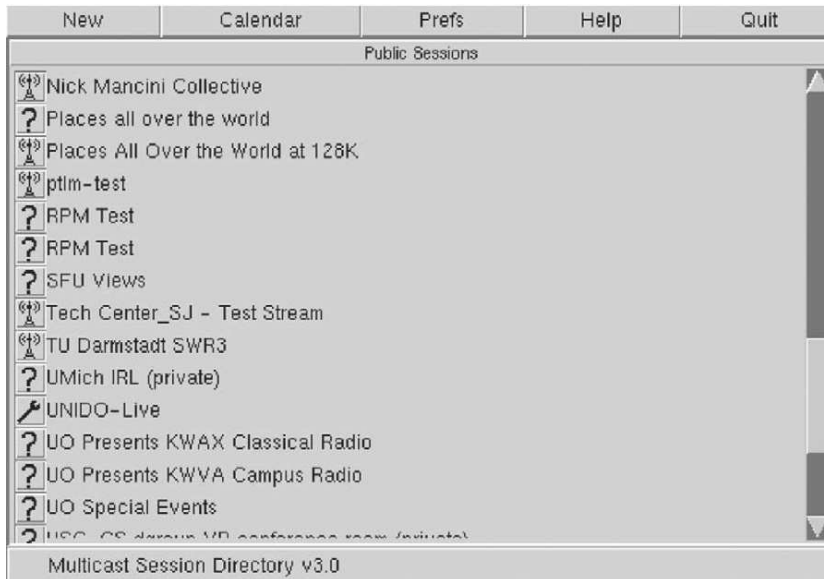 New Calendar Prefs Help Quit
Public Sessions
Nick Mancini Collective
? Places all over the world
Places All Over the World at 128K
ptlm-test
? RPM Test
? RPM Test
? SFU Views
Tech Center_SJ - Test Stream
TU Darmstadt SWR3
? UMich IRL (private)
UNIDO-Live
? UO Presents KWAX Classical Radio
? UO Presents KWVA Campus Radio
? UO Special Events
? conference room (private)
Multicast Session Directory v3.0